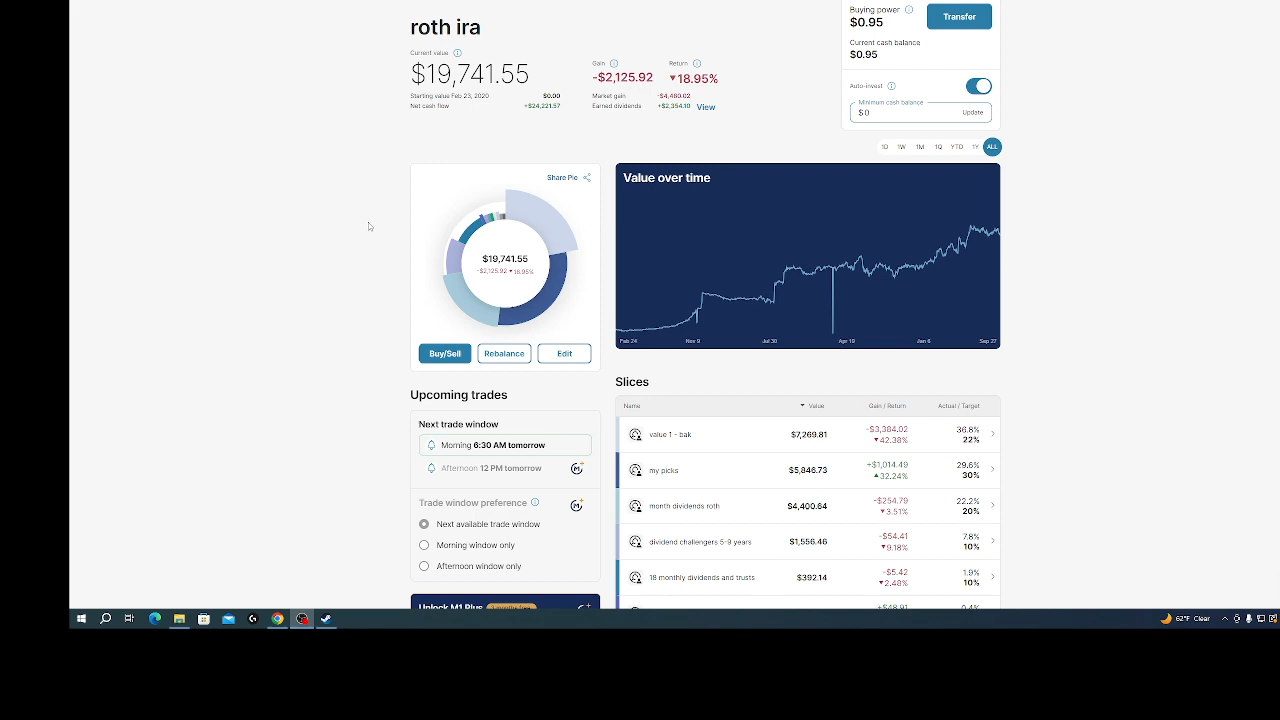 roth ira
Current value
$19,741.55
Starting value Feb 23, 2020 $0.00
Net cash flow +$24,221.57
Gain
-$2,125.92
Return
▼18.95%
Market gain -$4,480.02
Earned dividends +$2,354.10 View
Buying power
$0.95
Transfer
Current cash balance
$0.95
Auto-invest
Minimum cash balance
$0 Update
1D 1W 1M 1Q YTD 1Y ALL
Share Pie
$19,741.55
-$2,125.92 ▼18.95%
Buy/Sell Rebalance Edit
Value over time
Feb 24 Nov 9 Jul 30 Apr 19 Jan 6 Sep 27
Upcoming trades
Next trade window
Morning 6:30 AM tomorrow
Afternoon 12 PM tomorrow
Trade window preference
Next available trade window
Morning window only
Afternoon window only
Unlock M1 Plus
Slices
Name Value Gain / Return Actual / Target
value 1 - bak $7,269.81 -$3,384.02 ▼42.38% 36.8% 22%
my picks $5,846.73 +$1,014.49 ▲32.24% 29.6% 30%
month dividends roth $4,400.64 -$254.79 ▼3.51% 22.2% 20%
dividend challengers 5-9 years $1,556.46 -$54.41 ▼9.18% 7.8% 10%
18 monthly dividends and trusts $392.14 -$5.42 ▼2.48% 1.9% 10%
+$48.91 0.4%
62°F Clear